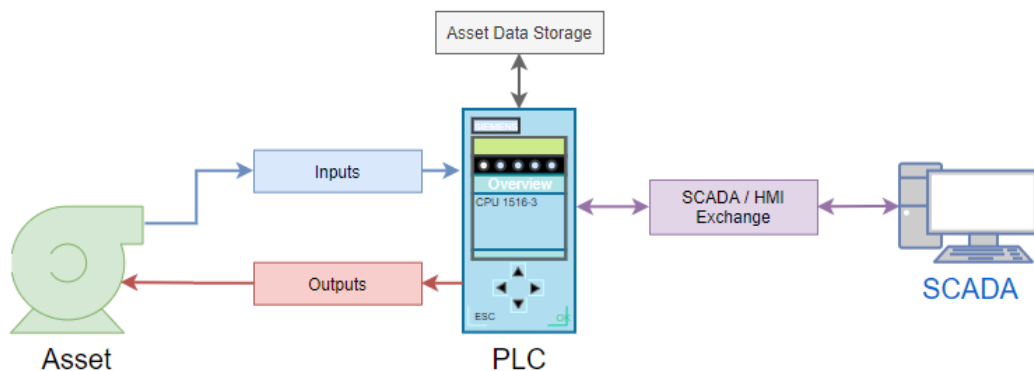 Asset Data Storage
SIEMENS
Inputs
Overview
CPU 1516-3
SCADA / HMI
Exchange
SCADA
Outputs
ESC
OK
Asset
PLC